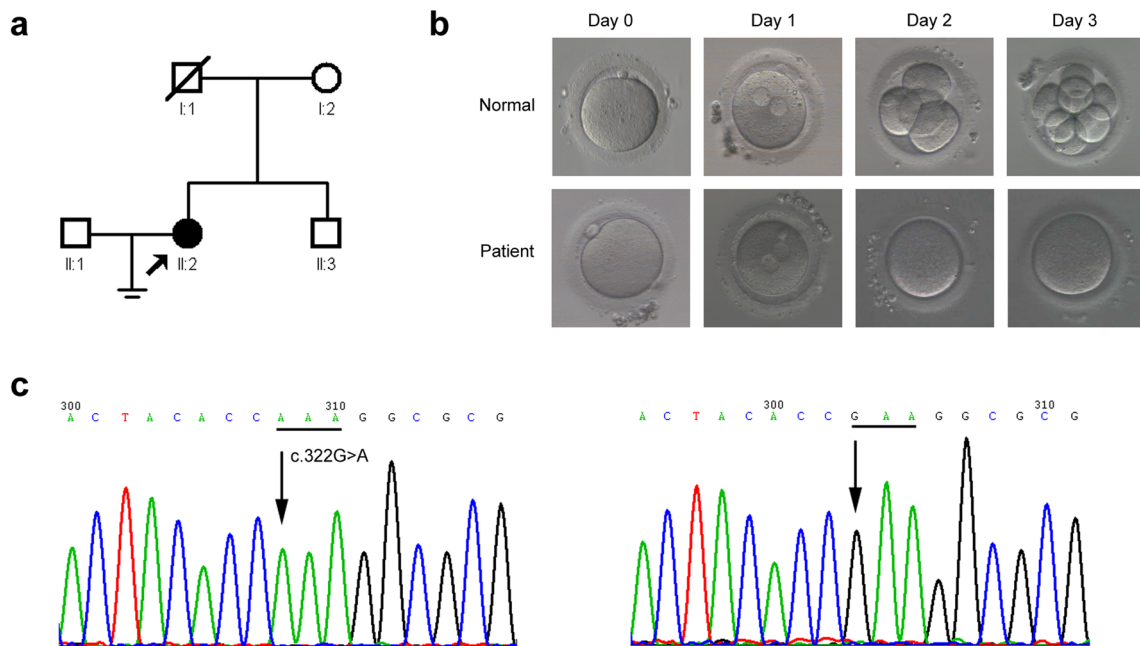 a
I:1
I:2
II:1
II:2
II:3
b
Day 0
Day 1
Day 2
Day 3
Normal
Patient
c
300
310
A C T A C A C C A A A G G C G C G
c.322G>A
300
310
A C T A C A C C G A A G G C G C G